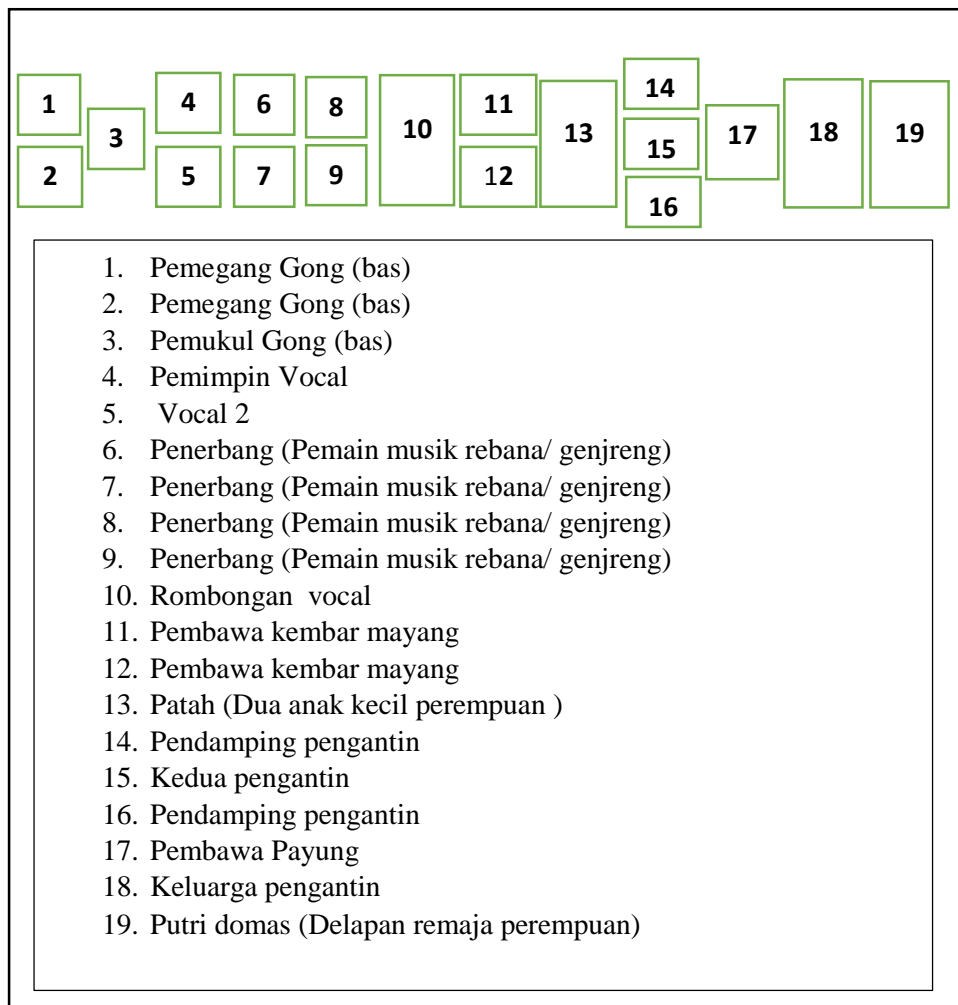 1
2
3
4
5
6
7
8
9
10
11
12
13
14
15
16
17
18
19
1. Pemegang Gong (bas)
2. Pemegang Gong (bas)
3. Pemukul Gong (bas)
4. Pemimpin Vocal
5. Vocal 2
6. Penerbang (Pemain musik rebana/ genjreng)
7. Penerbang (Pemain musik rebana/ genjreng)
8. Penerbang (Pemain musik rebana/ genjreng)
9. Penerbang (Pemain musik rebana/ genjreng)
10. Rombongan vocal
11. Pembawa kembar mayang
12. Pembawa kembar mayang
13. Patah (Dua anak kecil perempuan )
14. Pendamping pengantin
15. Kedua pengantin
16. Pendamping pengantin
17. Pembawa Payung
18. Keluarga pengantin
19. Putri domas (Delapan remaja perempuan)